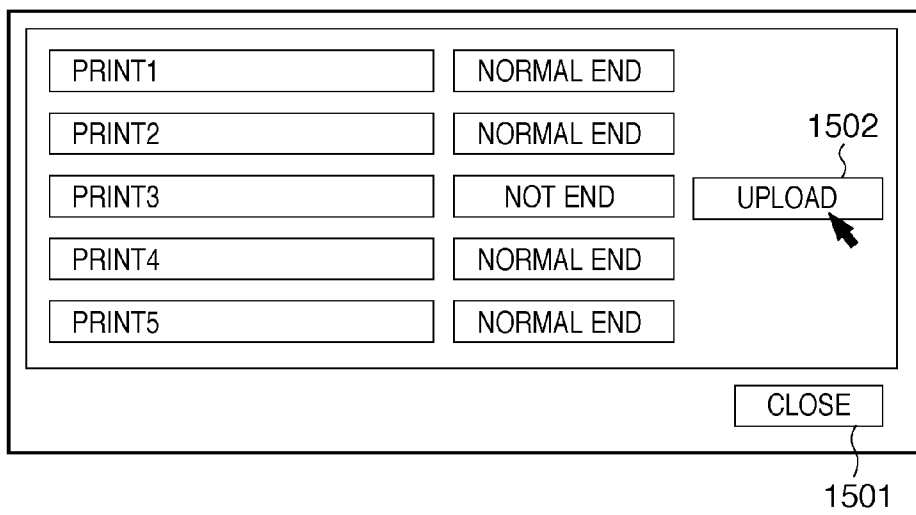 PRINT1 NORMAL END
1502
PRINT2 NORMAL END
PRINT3 NOT END UPLOAD
PRINT4 NORMAL END
PRINT5 NORMAL END
CLOSE
1501